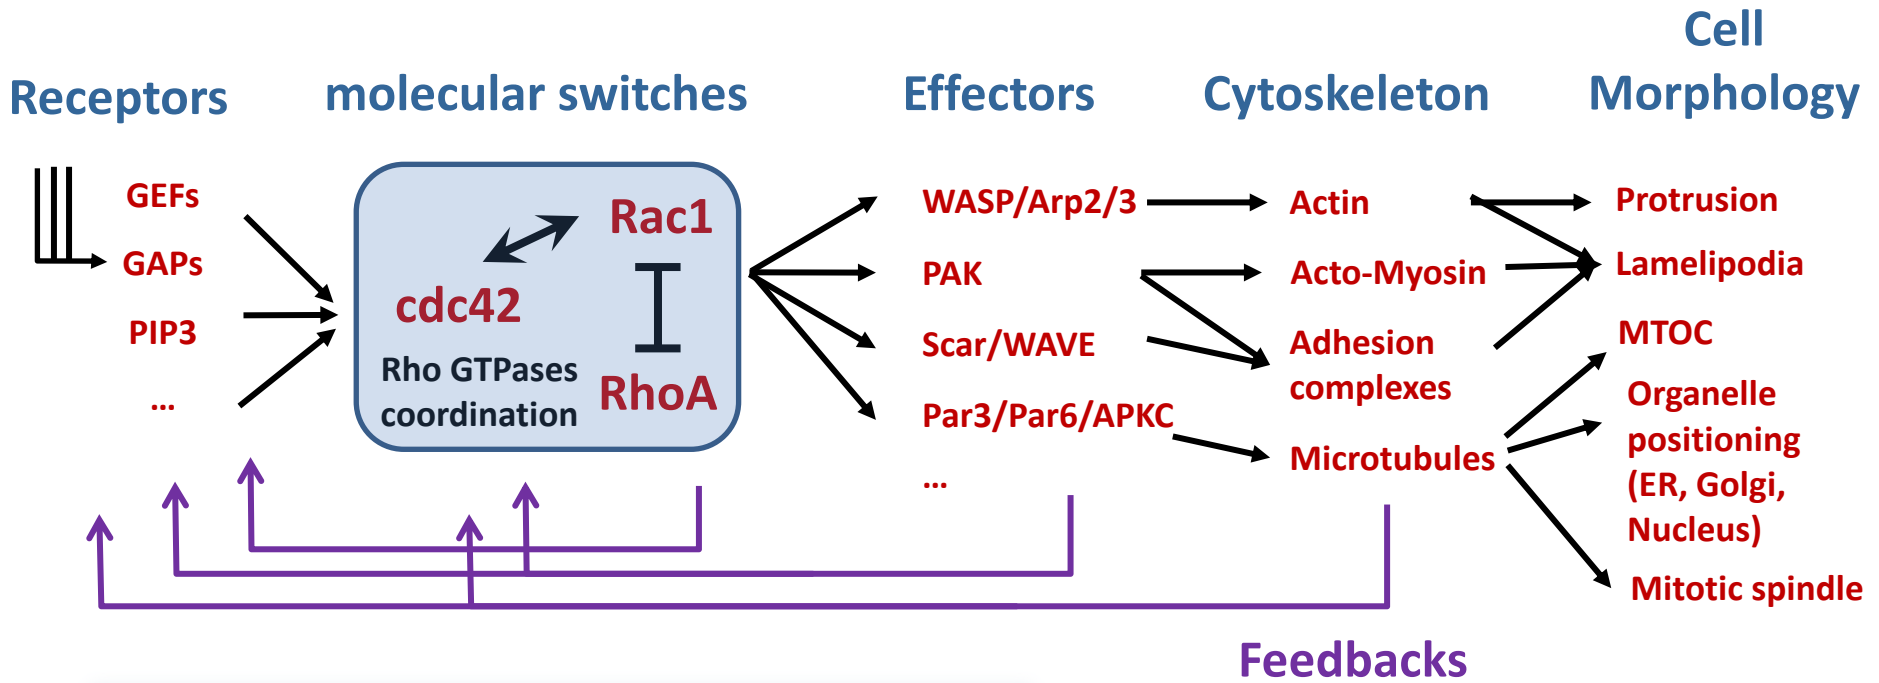 Receptors
molecular switches
Effectors
Cytoskeleton
Cell
Morphology
GEFs
GAPs
PIP3
...
Rac1
cdc42
Rho GTPases
coordination
RhoA
WASP/Arp2/3
PAK
Scar/WAVE
Par3/Par6/APKC
...
Actin
Acto-Myosin
Adhesion
complexes
Microtubules
Protrusion
Lamelipodia
MTOC
Organelle
positioning
(ER, Golgi,
Nucleus)
Mitotic spindle
Feedbacks